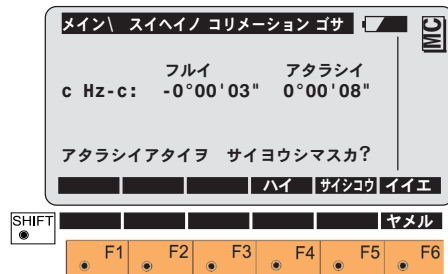 メイン\ スイヘイノ コリメーション ゴサ
MC
フルイ アタラシイ
c Hz-c: -0°00'03" 0°00'08"
アタラシイアタイヲ サイヨウシマスカ?
ハイ サイシコウ イイエ
SHIFT ヤメル
F1 F2 F3 F4 F5 F6